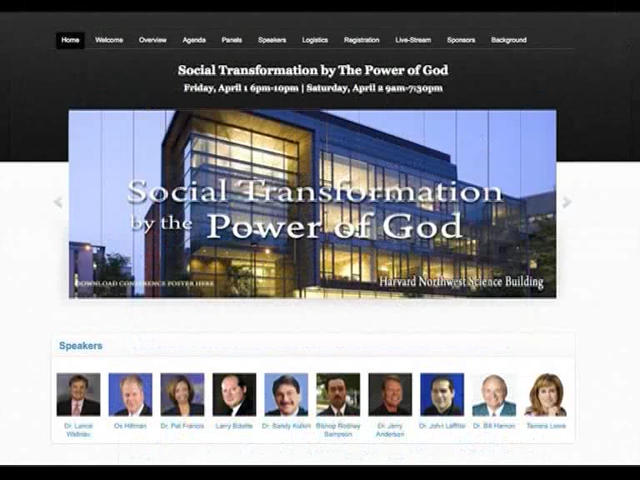 Home Welcome Overview Agenda Panels Speakers Logistics Registration Live-Stream Sponsors Background
Social Transformation by The Power of God
Friday, April 1 6pm-10pm | Saturday, April 2 9am-7:30pm
Social Transformation
by the Power of God
DOWNLOAD CONFERENCE POSTER HERE
Harvard Northwest Science Building
Speakers
Dr. Lance Os Hillman Dr. Pat Francis Larry Dr. Sandy Bishop Rodney Dr. Jerry Dr. John Dr. Bill Hamon Tamara Lowe
Wallnau Sampson Anderson